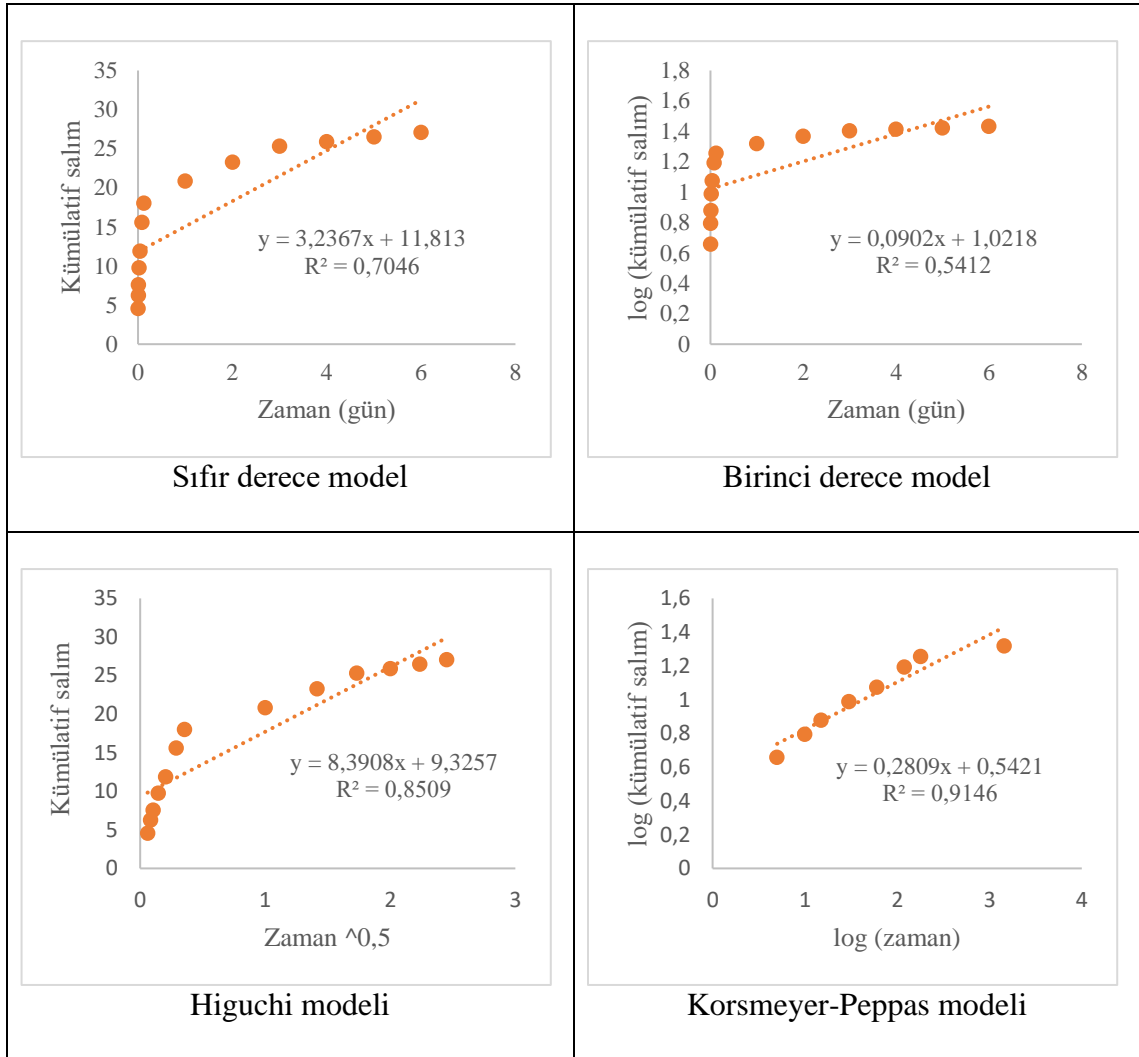 Kümülatif salım
35
30
25
20
15
10
5
0
y = 3,2367x + 11,813
R² = 0,7046
0 2 4 6 8
Zaman (gün)
Sıfır derece model
log (kümülatif salım)
1,8
1,6
1,4
1,2
1
0,8
0,6
0,4
0,2
0
y = 0,0902x + 1,0218
R² = 0,5412
0 2 4 6 8
Zaman (gün)
Birinci derece model
Kümülatif salım
35
30
25
20
15
10
5
0
y = 8,3908x + 9,3257
R² = 0,8509
0 1 2 3
Zaman ^0,5
Higuchi modeli
log (kümülatif salım)
1,6
1,4
1,2
1
0,8
0,6
0,4
0,2
0
y = 0,2809x + 0,5421
R² = 0,9146
0 1 2 3 4
log (zaman)
Korsmeyer-Peppas modeli